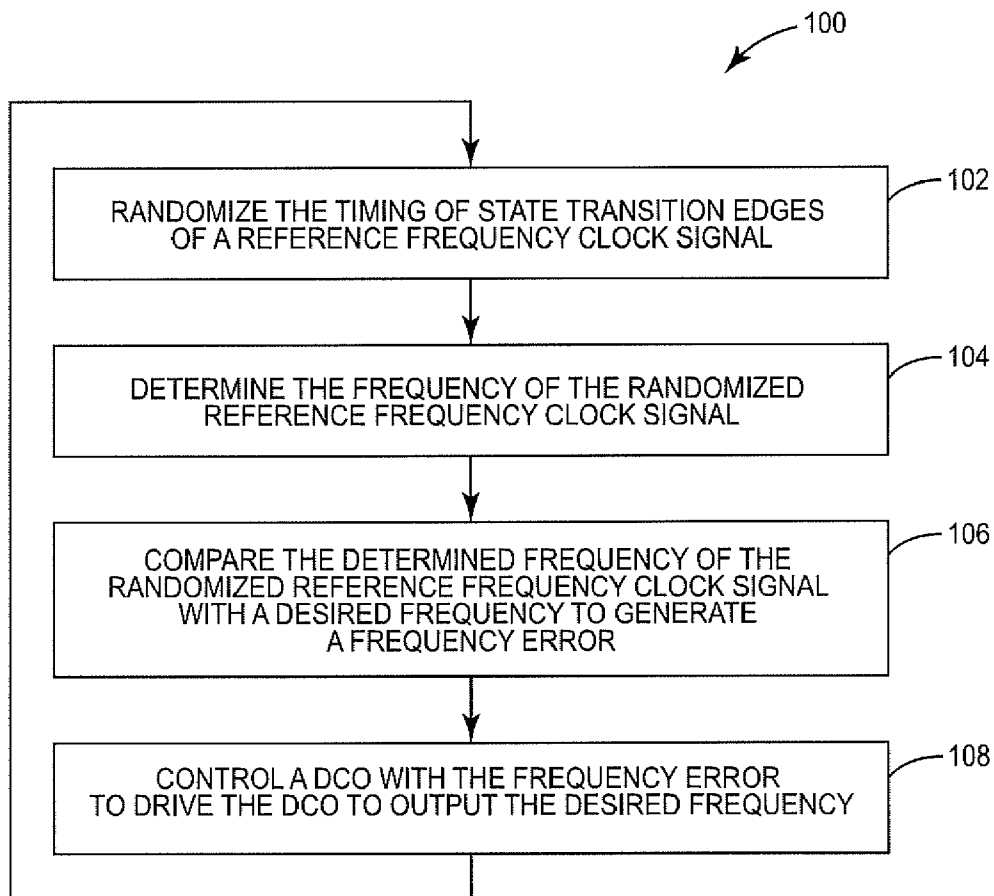 100
102
RANDOMIZE THE TIMING OF STATE TRANSITION EDGES
OF A REFERENCE FREQUENCY CLOCK SIGNAL
104
DETERMINE THE FREQUENCY OF THE RANDOMIZED
REFERENCE FREQUENCY CLOCK SIGNAL
106
COMPARE THE DETERMINED FREQUENCY OF THE
RANDOMIZED REFERENCE FREQUENCY CLOCK SIGNAL
WITH A DESIRED FREQUENCY TO GENERATE
A FREQUENCY ERROR
108
CONTROL A DCO WITH THE FREQUENCY ERROR
TO DRIVE THE DCO TO OUTPUT THE DESIRED FREQUENCY